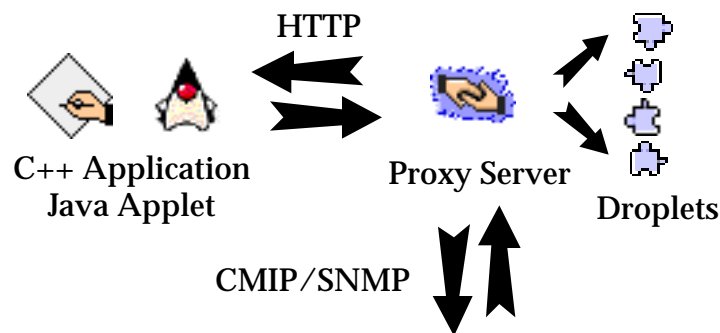 HTTP
C++ Application
Java Applet
Proxy Server
Droplets
CMIP/SNMP